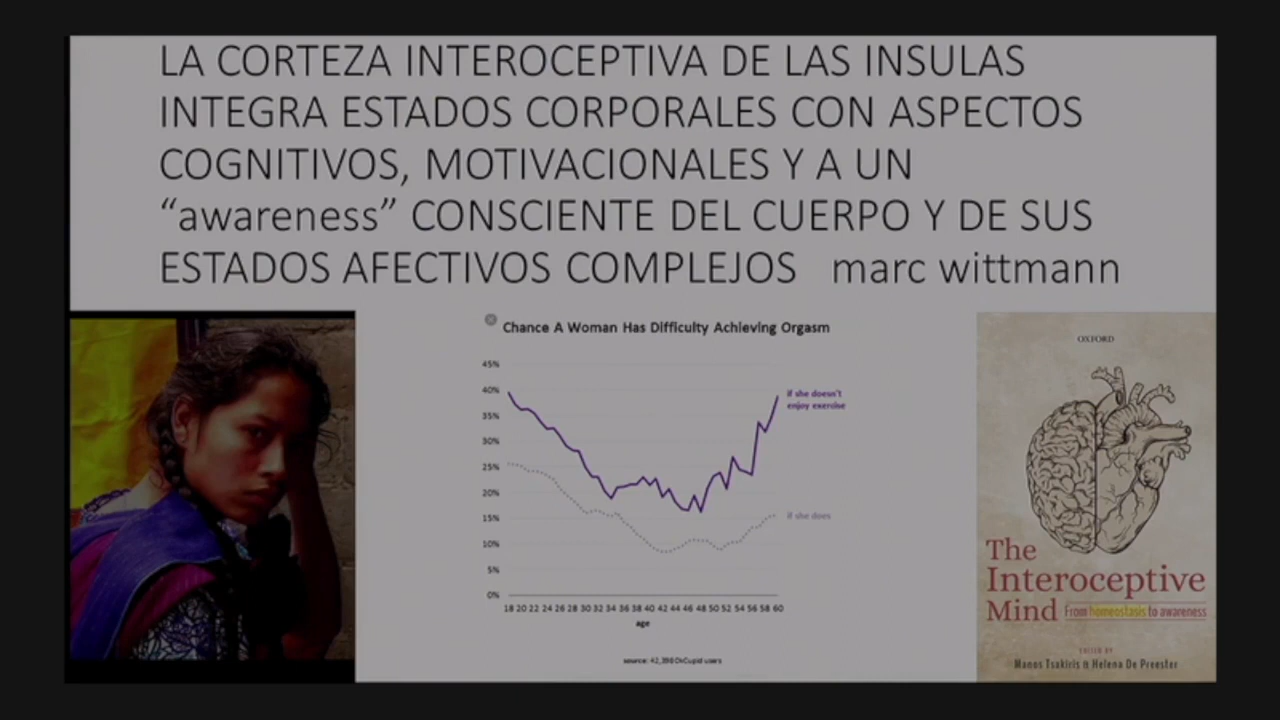 LA CORTEZA INTEROCEPTIVA DE LAS INSULAS
INTEGRA ESTADOS CORPORALES CON ASPECTOS
COGNITIVOS, MOTIVACIONALES Y A UN
“awareness” CONSCIENTE DEL CUERPO Y DE SUS
ESTADOS AFECTIVOS COMPLEJOS marc wittmann
Chance A Woman Has Difficulty Achieving Orgasm
45%
40%
35%
30%
25%
20%
15%
10%
5%
0%
if she doesn't
enjoy exercise
if she does
18 20 22 24 26 28 30 32 34 36 38 40 42 44 46 48 50 52 54 56 58 60
age
source: 42,398 OkCupid users
OXFORD
The
Interoceptive
Mind From homeostasis to awareness
EDITED BY
Manos Tsakiris & Helena De Preester